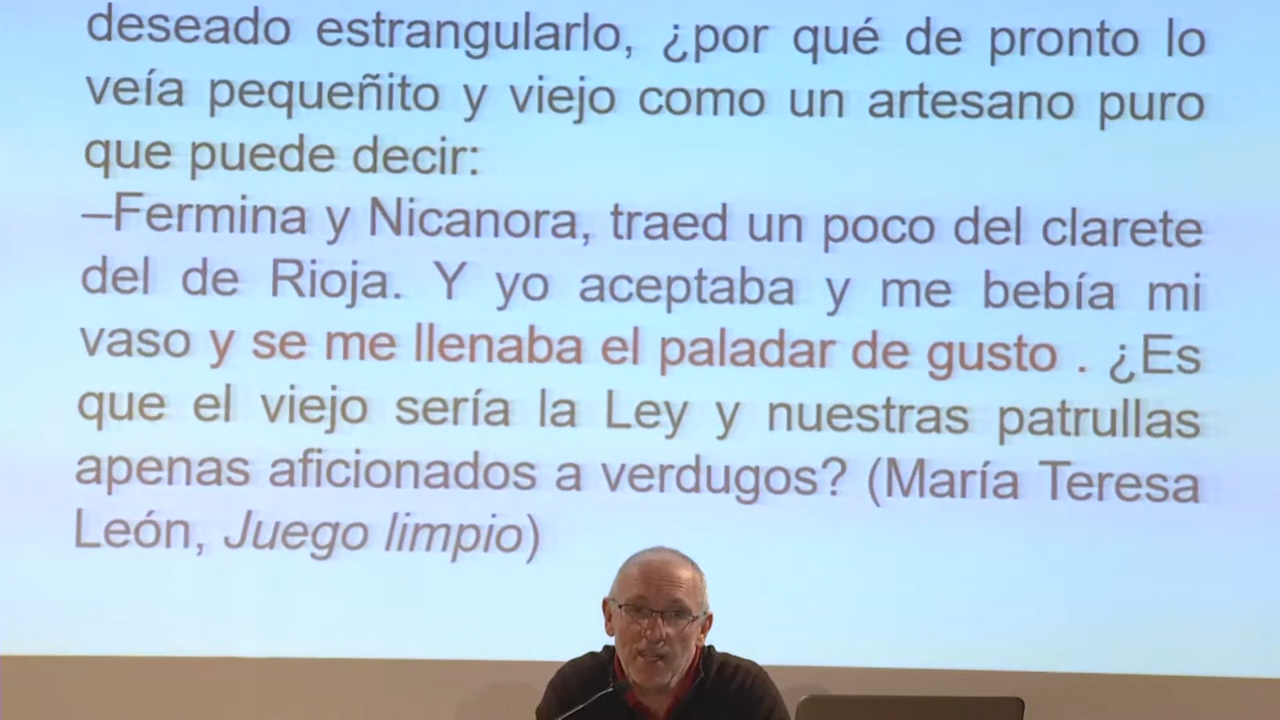 deseado estrangularlo, ¿por qué de pronto lo
veía pequeñito y viejo como un artesano puro
que puede decir:
–Fermina y Nicanora, traed un poco del clarete
del de Rioja. Y yo aceptaba y me bebía mi
vaso y se me llenaba el paladar de gusto . ¿Es
que el viejo sería la Ley y nuestras patrullas
apenas aficionados a verdugos? (María Teresa
León, Juego limpio)